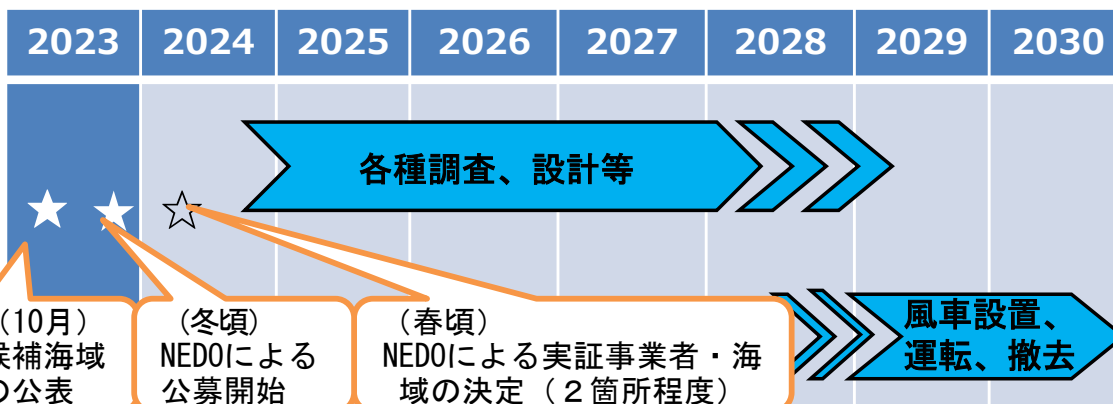 2023 2024 2025 2026 2027 2028 2029 2030
各種調査、設計等
(10月)
候補海域
の公表
(冬頃)
NEDOによる
公募開始
(春頃)
NEDOによる実証事業者・海
域の決定(2箇所程度)
風車設置、
運転、撤去